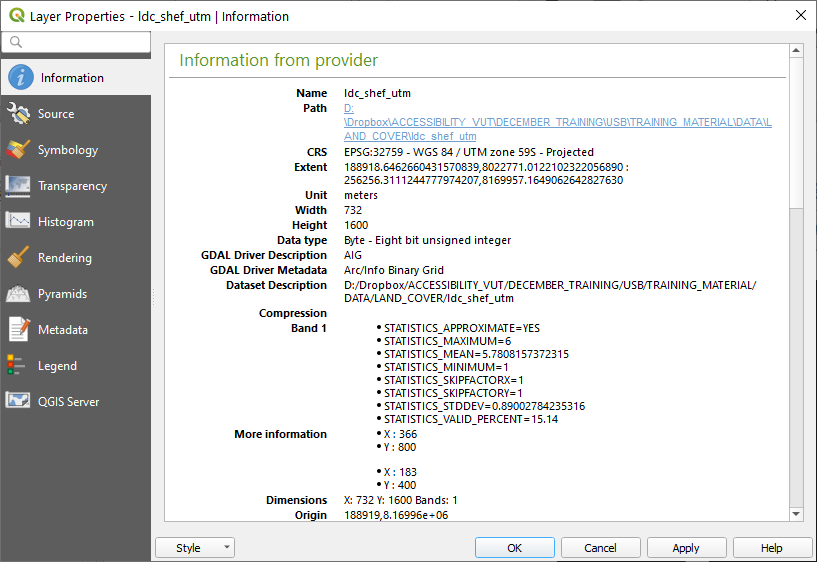 Layer Properties - ldc_shef_utm | Information
Information
Source
Symbology
Transparency
Histogram
Rendering
Pyramids
Metadata
Legend
QGIS Server
Information from provider
Name ldc_shef_utm
Path D:
\Dropbox\ACCESSIBILITY_VUT\DECEMBER_TRAINING\USB\TRAINING_MATERIAL\DATA\L
AND_COVER\ldc_shef_utm
CRS EPSG:32759 - WGS 84 / UTM zone 59S - Projected
Extent 188918.6462660431570839,8022771.0122102322056890 :
256256.3111244777974207,8169957.1649062642827630
Unit meters
Width 732
Height 1600
Data type Byte - Eight bit unsigned integer
GDAL Driver Description AIG
GDAL Driver Metadata Arc/Info Binary Grid
Dataset Description D:/Dropbox/ACCESSIBILITY_VUT/DECEMBER_TRAINING/USB/TRAINING_MATERIAL/
DATA/LAND_COVER/ldc_shef_utm
Compression
Band 1 • STATISTICS_APPROXIMATE=YES
• STATISTICS_MAXIMUM=6
• STATISTICS_MEAN=5.7808157372315
• STATISTICS_MINIMUM=1
• STATISTICS_SKIPFACTORX=1
• STATISTICS_SKIPFACTORY=1
• STATISTICS_STDDEV=0.89002784235316
• STATISTICS_VALID_PERCENT=15.14
More information • X : 366
• Y : 800
• X : 183
• Y : 400
Dimensions X: 732 Y: 1600 Bands: 1
Origin 188919,8.16996e+06
Style
OK
Cancel
Apply
Help